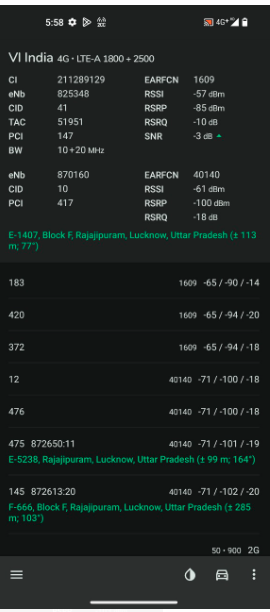 5:58
4G+
VI India 4G • LTE-A 1800 + 2500
CI 211289129 EARFCN 1609
eNb 825348 RSSI -57 dBm
CID 41 RSRP -85 dBm
TAC 51951 RSRQ -10 dB
PCI 147 SNR -3 dB
BW 10+20 MHz
eNb 870160 EARFCN 40140
CID 10 RSSI -61 dBm
PCI 417 RSRP -100 dBm
RSRQ -18 dB
E-1407, Block F, Rajajipuram, Lucknow, Uttar Pradesh (± 113
m; 77°)
183 1609 -65 / -90 / -14
420 1609 -65 / -94 / -20
372 1609 -65 / -94 / -18
12 40140 -71 / -100 / -18
476 40140 -71 / -100 / -18
475 872650:11 40140 -71 / -101 / -19
E-5238, Rajajipuram, Lucknow, Uttar Pradesh (± 99 m; 164°)
145 872613:20 40140 -71 / -102 / -20
F-666, Block F, Rajajipuram, Lucknow, Uttar Pradesh (± 285
m; 103°)
50 • 900 2G